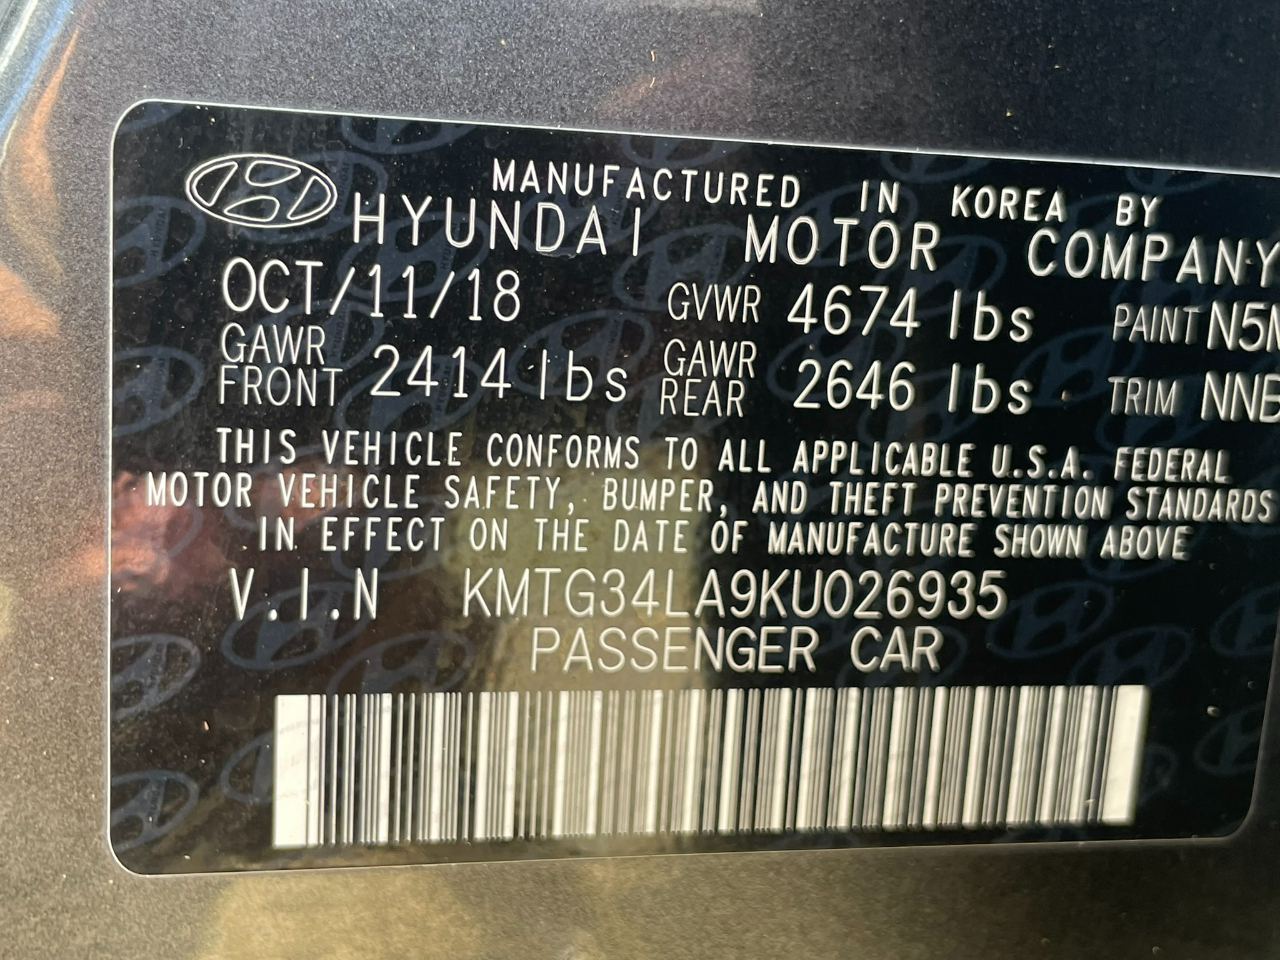 MANUFACTURED IN KOREA BY
HYUNDAI MOTOR COMPANY
OCT/11/18 GVWR 4674 lbs PAINT
GAWR FRONT 2414 lbs GAWR REAR 2646 lbs TRIM
THIS VEHICLE CONFORMS TO ALL APPLICABLE U.S.A. FEDERAL
MOTOR VEHICLE SAFETY, BUMPER, AND THEFT PREVENTION STANDARDS
IN EFFECT ON THE DATE OF MANUFACTURE SHOWN ABOVE
V.I.N KMTG34LA9KU026935
PASSENGER CAR